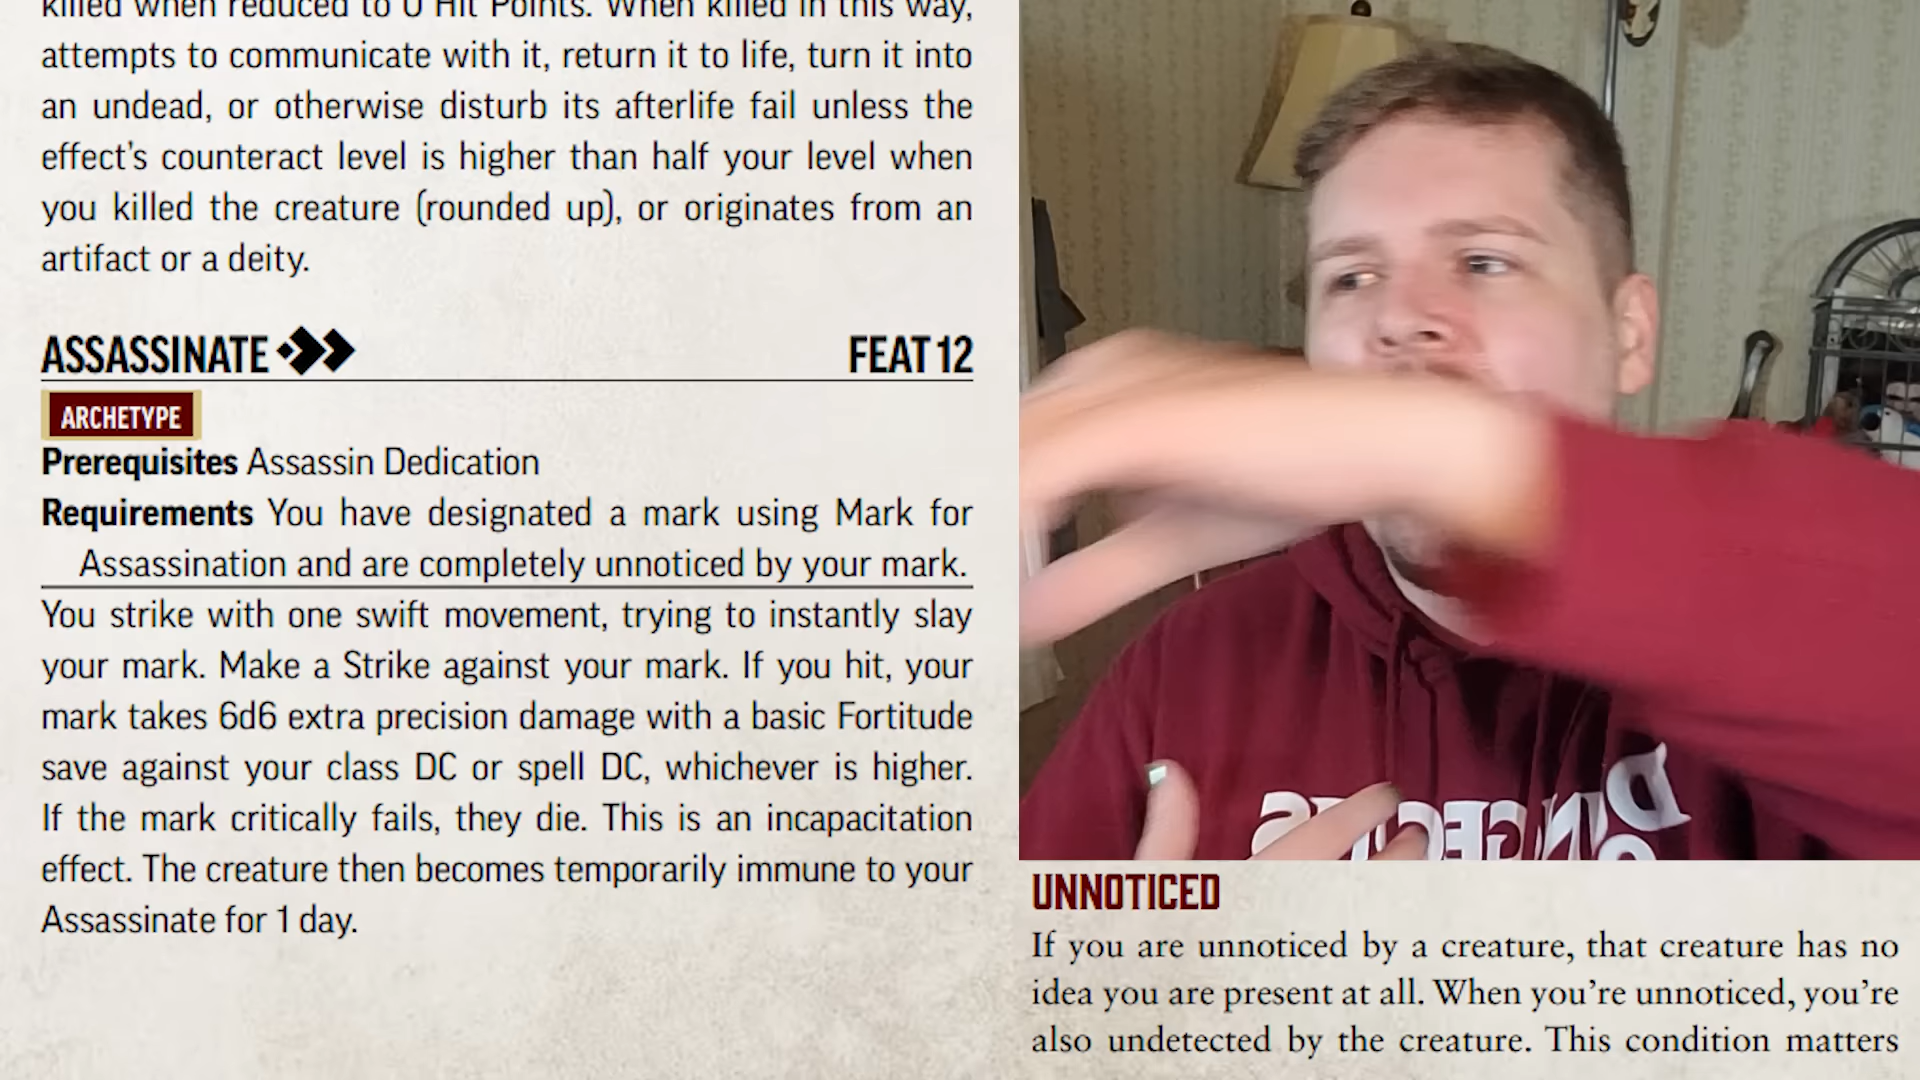 killed when reduced to 0 Hit Points. When killed in this way,
attempts to communicate with it, return it to life, turn it into
an undead, or otherwise disturb its afterlife fail unless the
effect's counteract level is higher than half your level when
you killed the creature (rounded up), or originates from an
artifact or a deity.
ASSASSINATE
FEAT 12
ARCHETYPE
Prerequisites Assassin Dedication
Requirements You have designated a mark using Mark for
Assassination and are completely unnoticed by your mark.
You strike with one swift movement, trying to instantly slay
your mark. Make a Strike against your mark. If you hit, your
mark takes 6d6 extra precision damage with a basic Fortitude
save against your class DC or spell DC, whichever is higher.
If the mark critically fails, they die. This is an incapacitation
effect. The creature then becomes temporarily immune to your
Assassinate for 1 day.
UNNOTICED
If you are unnoticed by a creature, that creature has no
idea you are present at all. When you're unnoticed, you're
also undetected by the creature. This condition matters